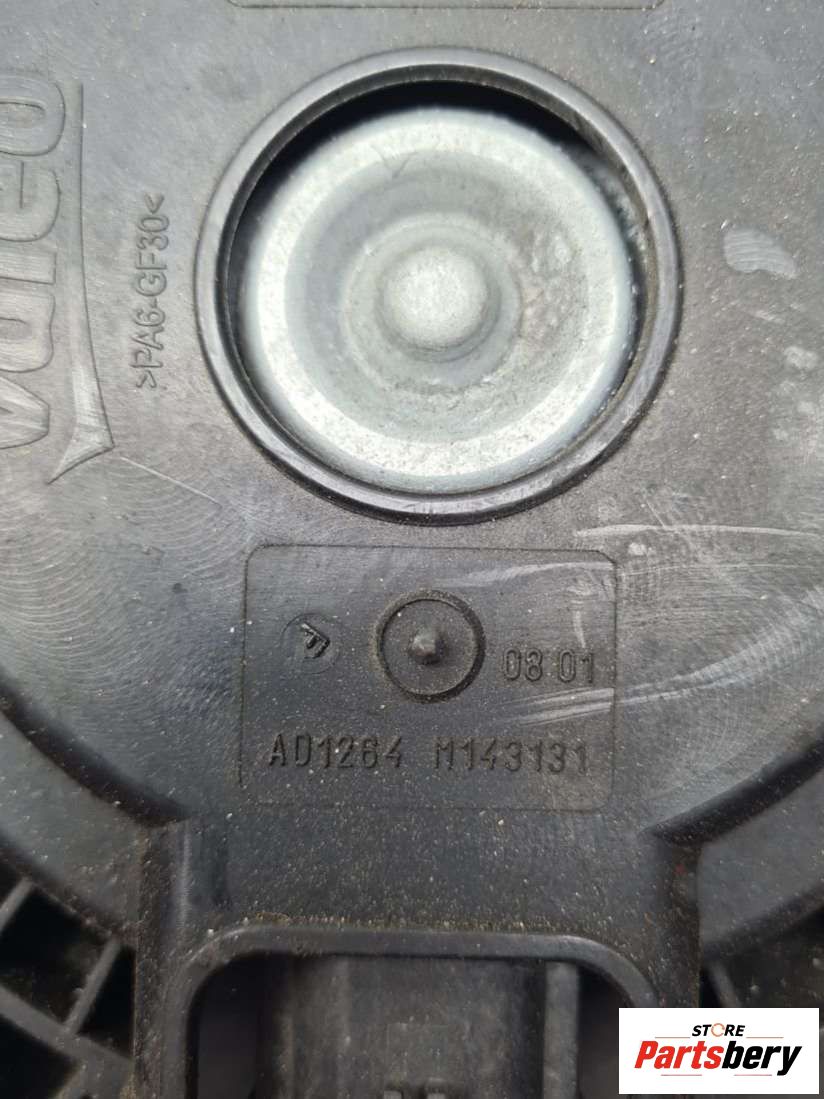 valeo
>PA6-GF30<
08 01
AD1264 M143131
STORE
Partsbery